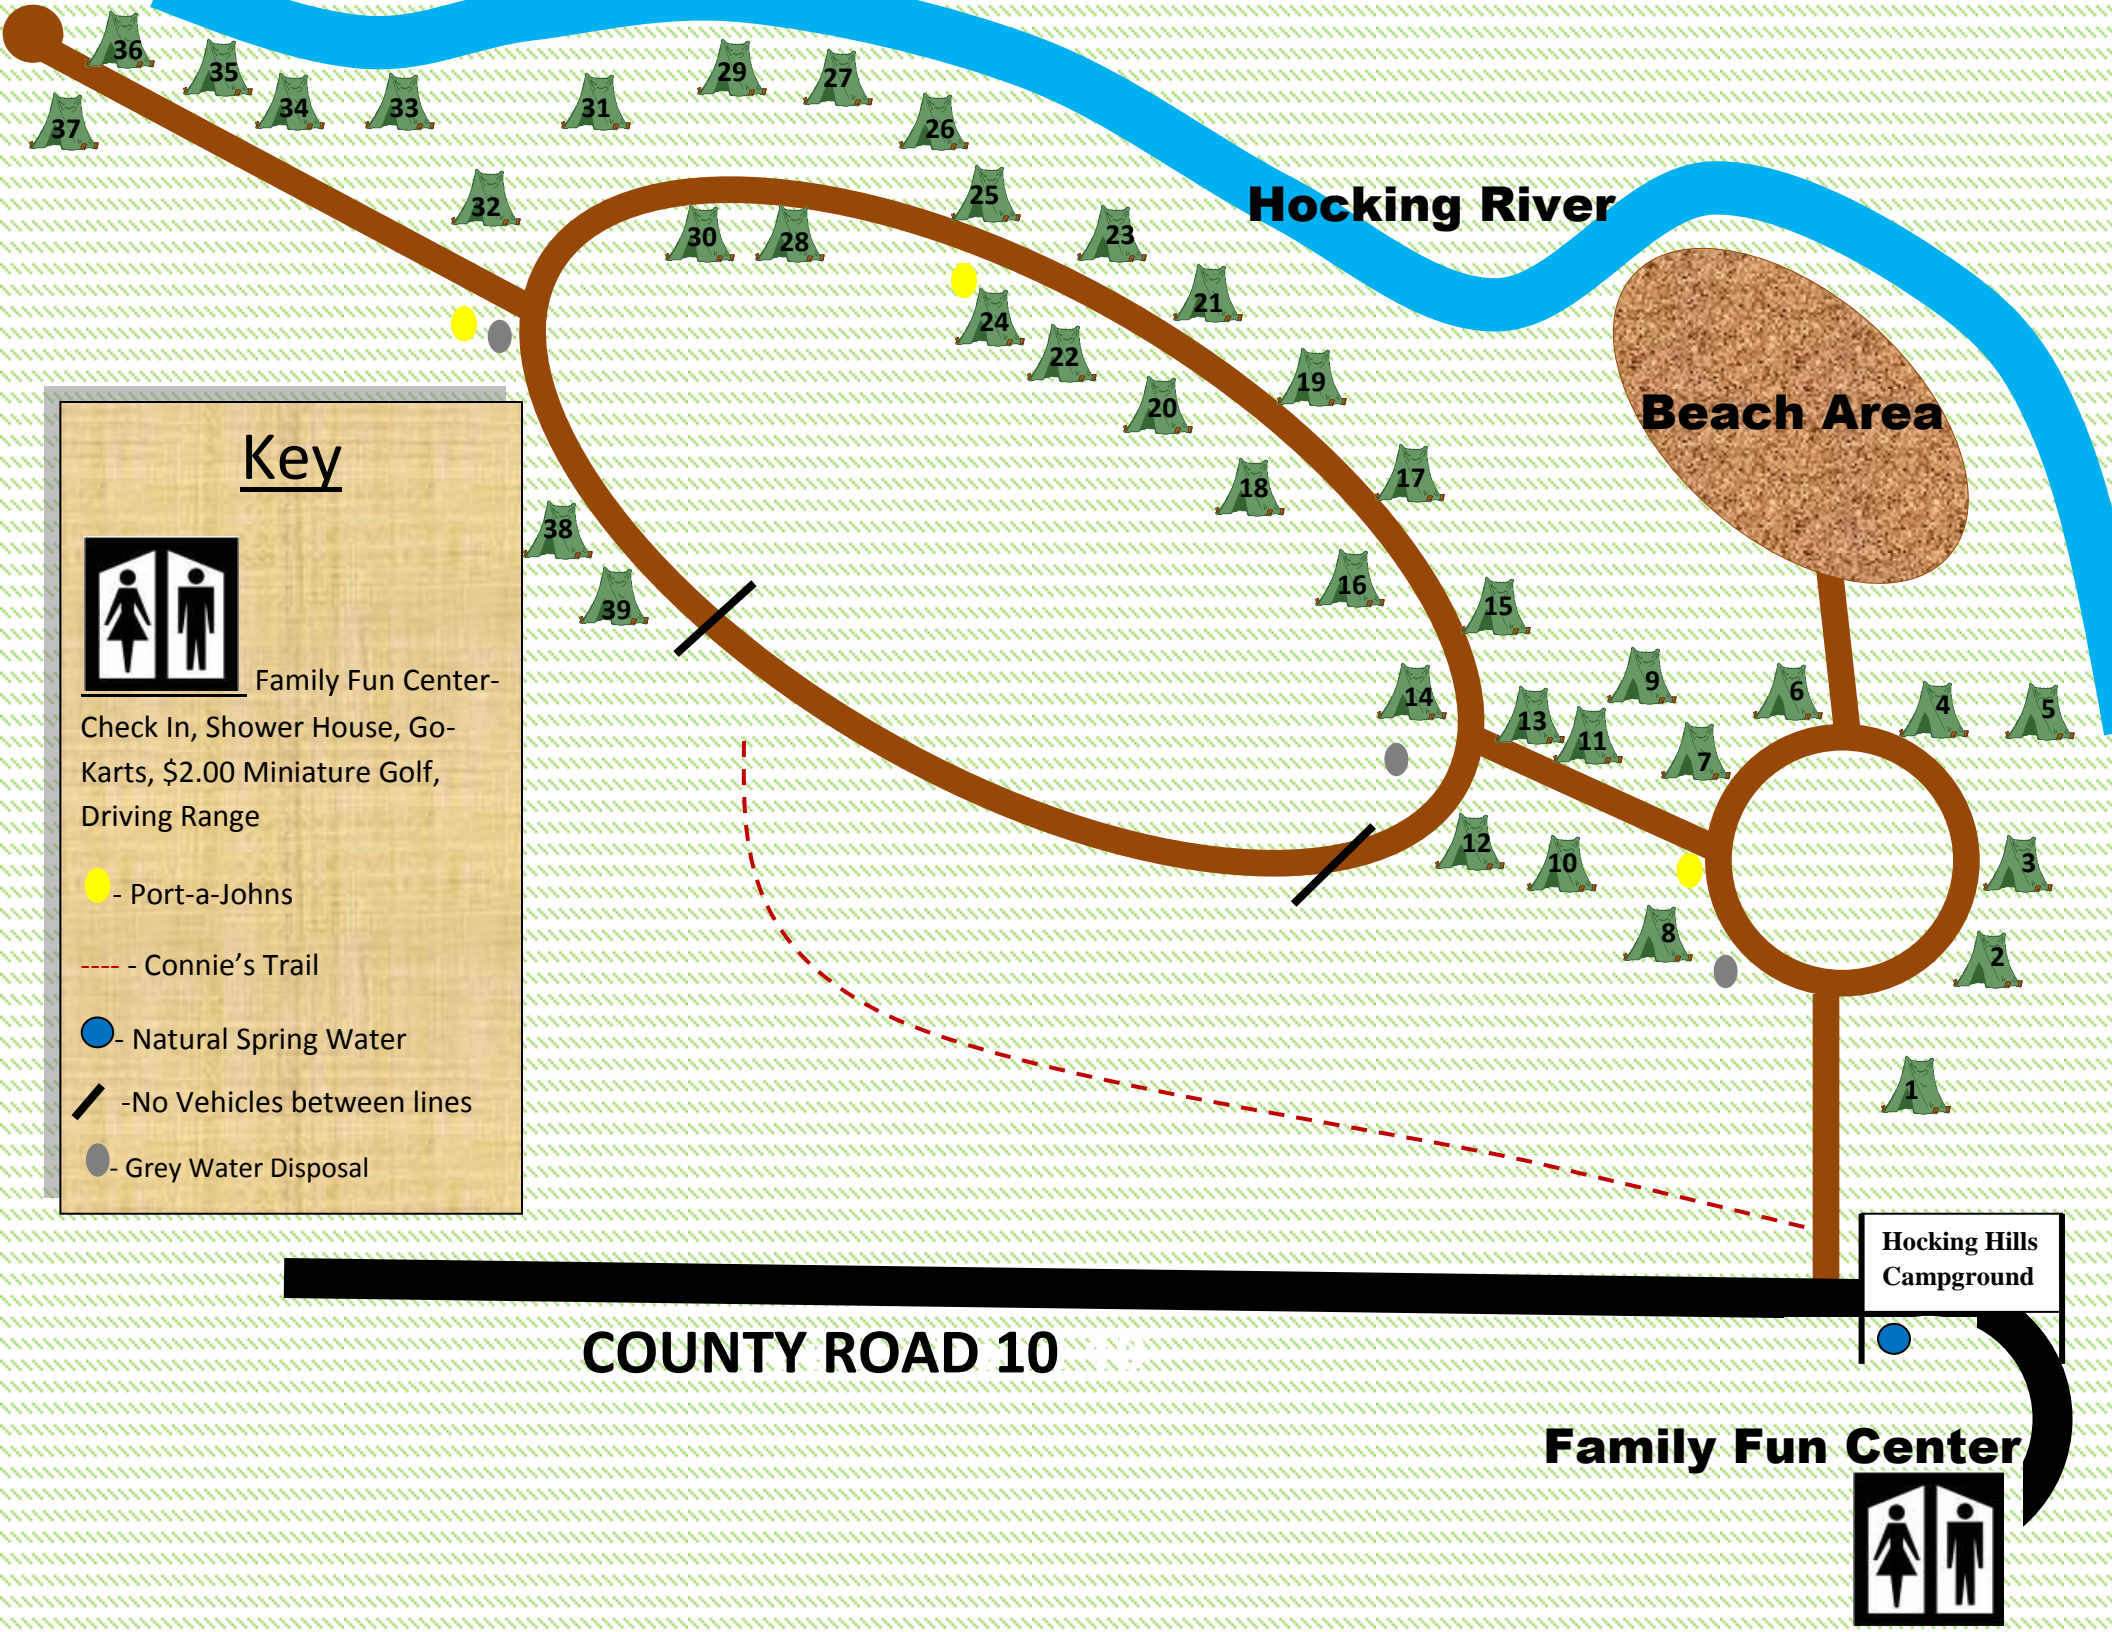 36
35
29
27
34
33
31
26
37
25
32
Hocking River
30
28
23
21
24
22
19
20
Beach Area
17
18
Key
38
16
15
39
Family Fun Center-
Check In, Shower House, Go-
Karts, $2.00 Miniature Golf,
Driving Range
9
6
14
4
5
13
11
7
12
10
3
- Port-a-Johns
8
2
---- - Connie's Trail
- Natural Spring Water
1
-No Vehicles between lines
- Grey Water Disposal
Hocking Hills
Campground
COUNTY ROAD 10
Family Fun Center